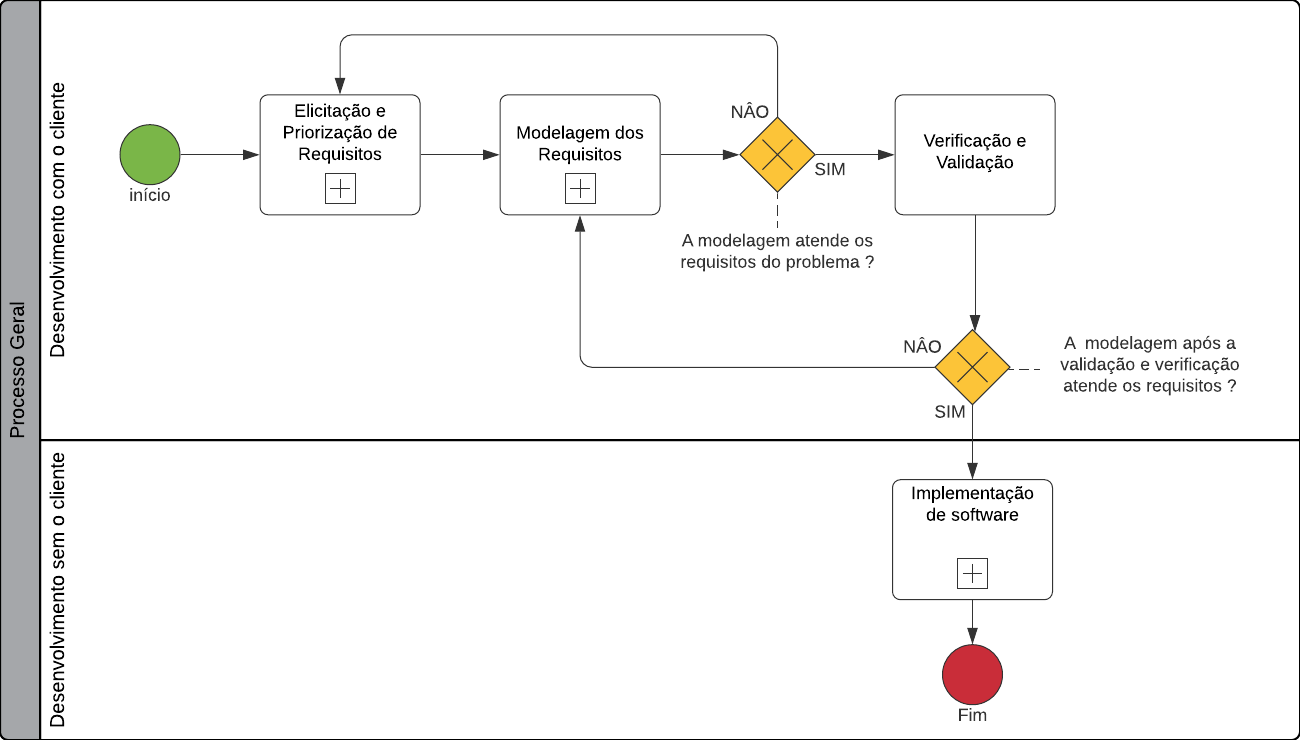 Processo Geral
Desenvolvimento com o cliente
início
Elicitação e
Priorização de
Requisitos
Modelagem dos
Requisitos
NÂO
SIM
A modelagem atende os
requisitos do problema ?
Verificação e
Validação
NÂO
SIM
A modelagem após a
validação e verificação
atende os requisitos ?
Desenvolvimento sem o cliente
Implementação
de software
Fim